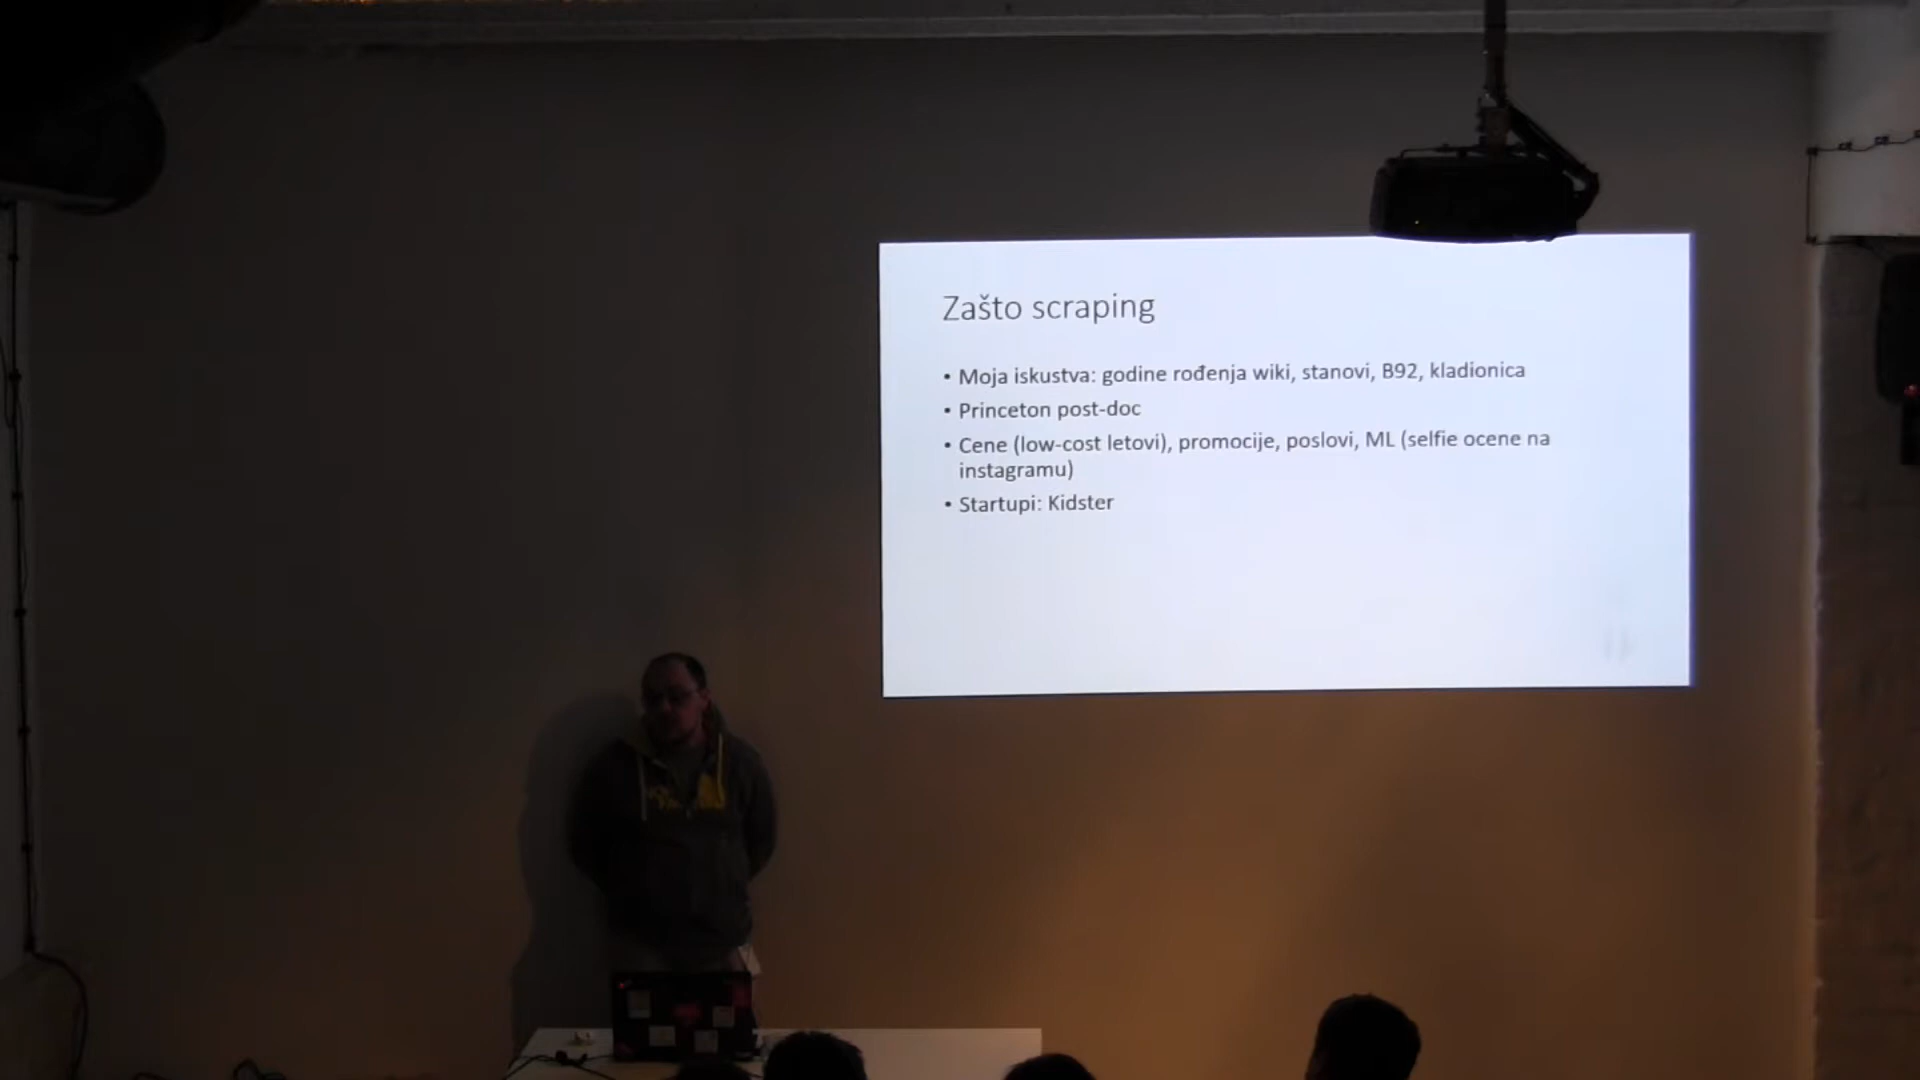 Zašto scraping
• Moja iskustva: godine rođenja wiki, stanovi, B92, kladionica
• Princeton post-doc
• Cene (low-cost letovi), promocije, poslovi, ML (selfie ocene na
instagramu)
• Startupi: Kidster